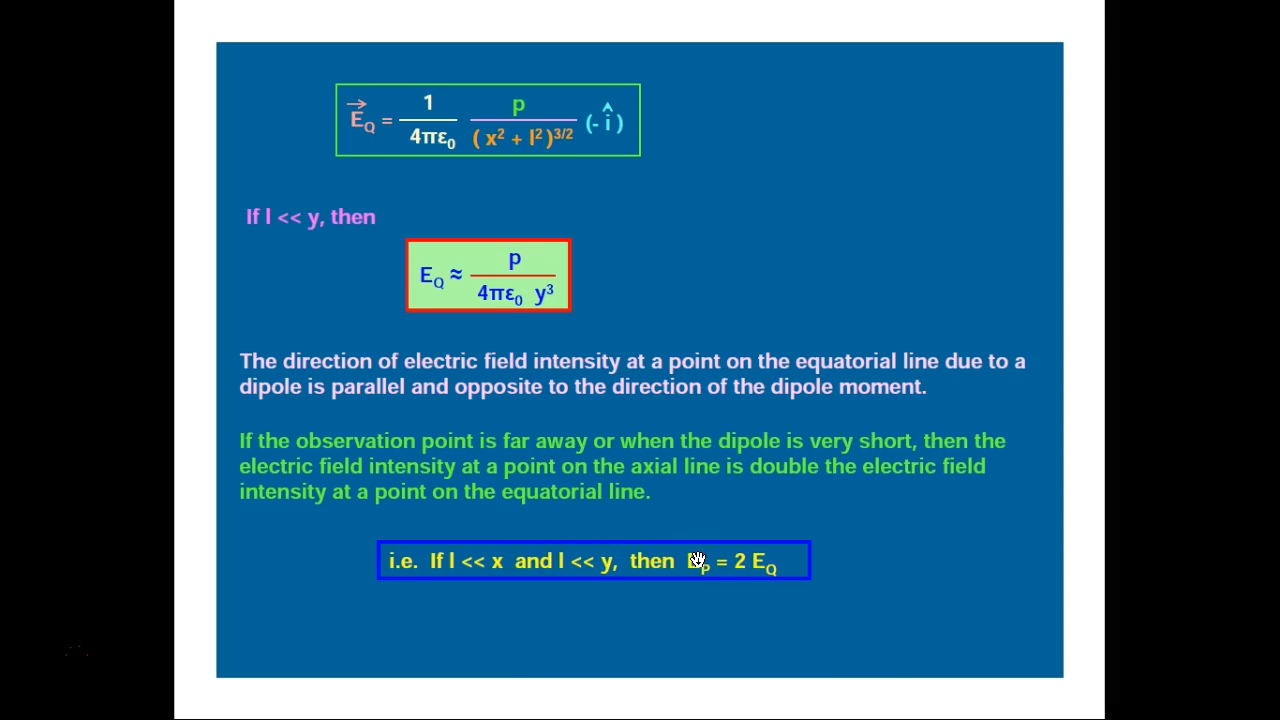 E⃗_Q = 1/4πε₀ p/( x² + l² )^3/2 (- î )
If l << y, then
E_Q ≈ p/4πε₀ y³
The direction of electric field intensity at a point on the equatorial line due to a
dipole is parallel and opposite to the direction of the dipole moment.
If the observation point is far away or when the dipole is very short, then the
electric field intensity at a point on the axial line is double the electric field
intensity at a point on the equatorial line.
i.e. If l << x and l << y, then E_P = 2 E_Q